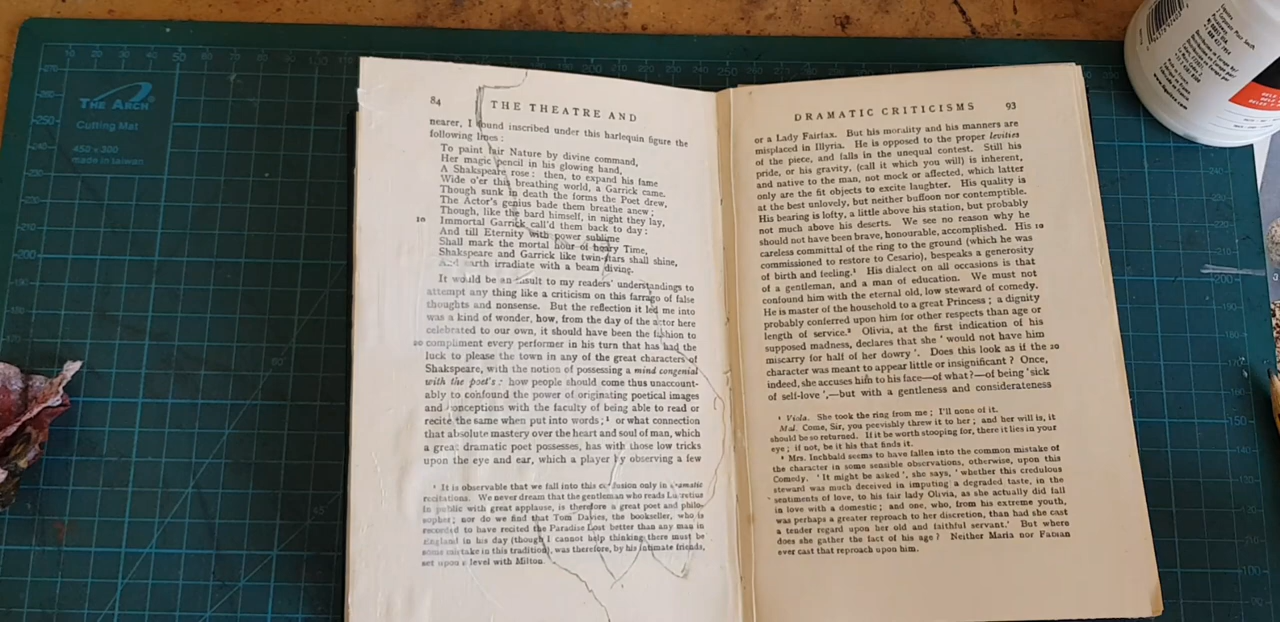 THE ARCH
Cutting Mat
450 x 300
made in taiwan
84
THE THEATRE AND
nearer, I found inscribed under this harlequin figure the
following lines :
To paint fair Nature by divine command,
Her magic pencil in his glowing hand,
A Shakspeare rose : then, to expand his fame
Wide o'er this breathing world, a Garrick came.
Though sunk in death the forms the Poet drew,
The Actor's genius bade them breathe anew ;
Though, like the bard himself, in night they lay,
10 Immortal Garrick call'd them back to day :
And till Eternity with power sublime
Shall mark the mortal hour of hoary Time,
Shakspeare and Garrick like twin-stars shall shine,
And earth irradiate with a beam divine.
It would be an insult to my readers' understandings to
attempt any thing like a criticism on this farrago of false
thoughts and nonsense. But the reflection it led me into
was a kind of wonder, how, from the day of the actor here
celebrated to our own, it should have been the fashion to
20 compliment every performer in his turn that has had the
luck to please the town in any of the great characters of
Shakspeare, with the notion of possessing a mind congenial
with the poet's : how people should come thus unaccount-
ably to confound the power of originating poetical images
and conceptions with the faculty of being able to read or
recite the same when put into words ; ¹ or what connection
that absolute mastery over the heart and soul of man, which
a great dramatic poet possesses, has with those low tricks
upon the eye and ear, which a player by observing a few
¹ It is observable that we fall into this confusion only in dramatic
recitations. We never dream that the gentleman who reads Lucretius
in public with great applause, is therefore a great poet and philo-
sopher ; nor do we find that Tom Davies, the bookseller, who is
recorded to have recited the Paradise Lost better than any man in
England in his day (though I cannot help thinking there must be
some mistake in this tradition), was therefore, by his intimate friends,
set upon a level with Milton.
DRAMATIC CRITICISMS
93
or a Lady Fairfax. But his morality and his manners are
misplaced in Illyria. He is opposed to the proper levities
of the piece, and falls in the unequal contest. Still his
pride, or his gravity, (call it which you will) is inherent,
and native to the man, not mock or affected, which latter
only are the fit objects to excite laughter. His quality is
at the best unlovely, but neither buffoon nor contemptible.
His bearing is lofty, a little above his station, but probably
not much above his deserts. We see no reason why he
should not have been brave, honourable, accomplished. His 10
careless committal of the ring to the ground (which he was
commissioned to restore to Cesario), bespeaks a generosity
of birth and feeling.¹ His dialect on all occasions is that
of a gentleman, and a man of education. We must not
confound him with the eternal old, low steward of comedy.
He is master of the household to a great Princess ; a dignity
probably conferred upon him for other respects than age or
length of service.² Olivia, at the first indication of his
supposed madness, declares that she ' would not have him
miscarry for half of her dowry '. Does this look as if the 20
character was meant to appear little or insignificant ? Once,
indeed, she accuses him to his face—of what ?—of being ' sick
of self-love ',—but with a gentleness and considerateness
¹ Viola. She took the ring from me ; I'll none of it.
Mal. Come, Sir, you peevishly threw it to her ; and her will is, it
should be so returned. If it be worth stooping for, there it lies in your
eye ; if not, be it his that finds it.
² Mrs. Inchbald seems to have fallen into the common mistake of
the character in some sensible observations, otherwise, upon this
Comedy. ' It might be asked ', she says, ' whether this credulous
steward was much deceived in imputing a degraded taste, in the
sentiments of love, to his fair lady Olivia, as she actually did fall
in love with a domestic ; and one, who, from his extreme youth,
was perhaps a greater reproach to her discretion, than had she cast
a tender regard upon her old and faithful servant.' But where
does she gather the fact of his age ? Neither Maria nor Fabian
ever cast that reproach upon him.